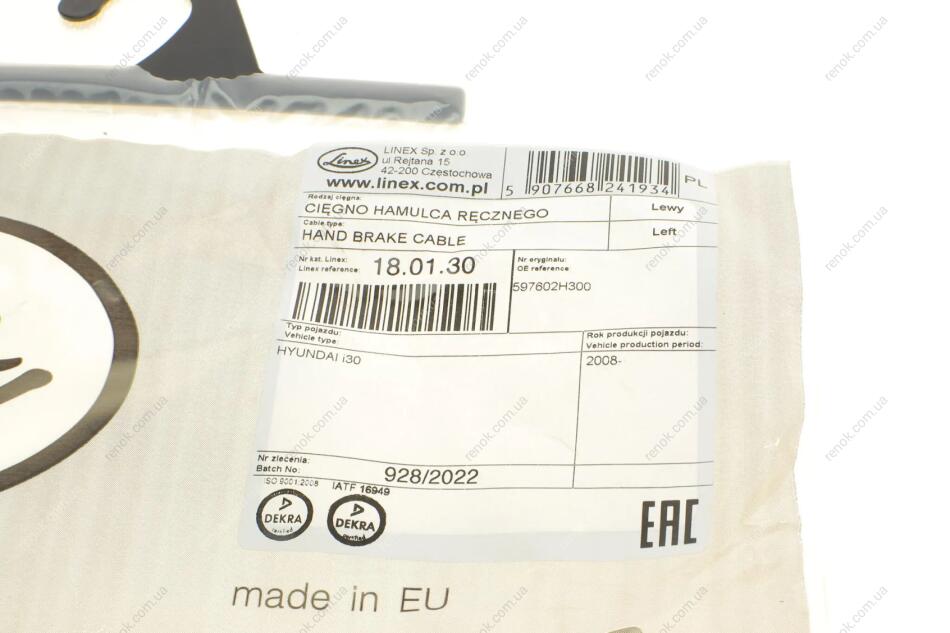 Linex
LINEX Sp. z o.o.
ul Rejtana 15
42-200 Częstochowa
www.linex.com.pl
5 907668 241934
PL
Rodzaj cięgna:
CIĘGNO HAMULCA RĘCZNEGO
Lewy
Cable type:
HAND BRAKE CABLE
Left
Nr kat. Linex:
Linex reference:
18.01.30
Nr oryginału:
OE reference:
597602H300
Typ pojazdu:
Vehicle type:
HYUNDAI i30
Rok produkcji pojazdu:
Vehicle production period:
2008-
Nr zlecenia:
Batch No:
928/2022
ISO 9001:2008
IATF 16949
DEKRA
certified
DEKRA
certified
EAC
made in EU
renok.com.ua